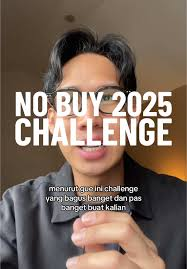 NO BUY 2025
CHALLENGE
menurut gue ini challenge
yang bagus banget dan pas
banget buat kalian